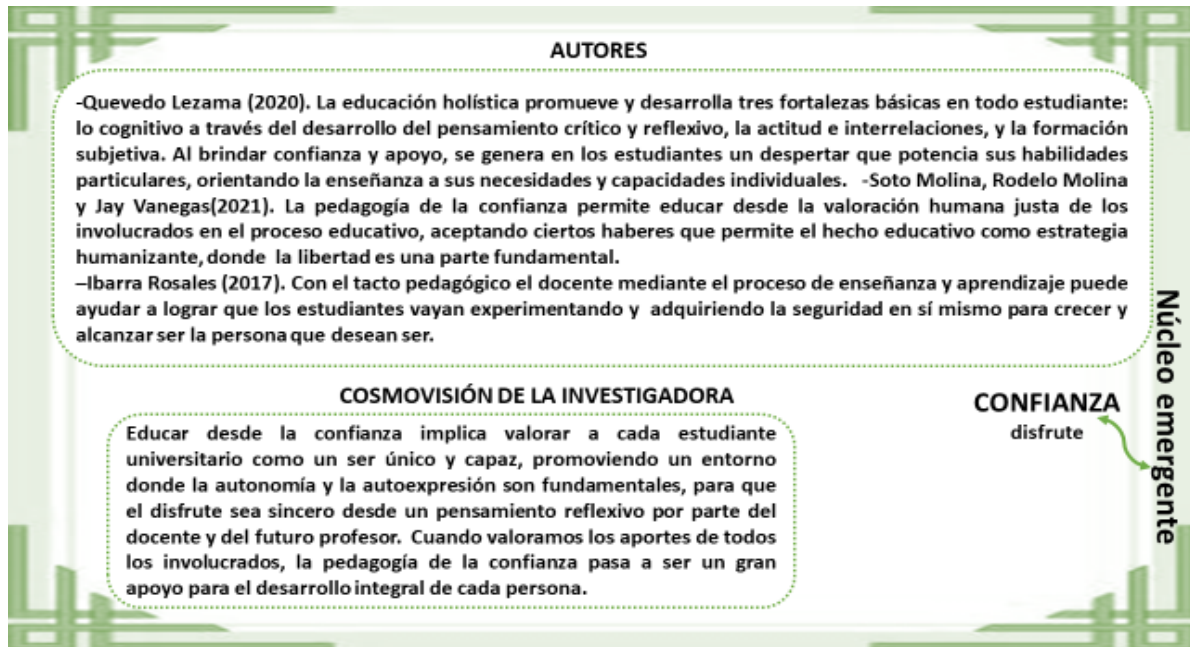 AUTORES
-Quevedo Lezama (2020). La educación holística promueve y desarrolla tres fortalezas básicas en todo estudiante:
lo cognitivo a través del desarrollo del pensamiento crítico y reflexivo, la actitud e interrelaciones, y la formación
subjetiva. Al brindar confianza y apoyo, se genera en los estudiantes un despertar que potencia sus habilidades
particulares, orientando la enseñanza a sus necesidades y capacidades individuales. -Soto Molina, Rodelo Molina
y Jay Vanegas(2021). La pedagogía de la confianza permite educar desde la valoración humana justa de los
involucrados en el proceso educativo, aceptando ciertos haberes que permite el hecho educativo como estrategia
humanizante, donde la libertad es una parte fundamental.
–Ibarra Rosales (2017). Con el tacto pedagógico el docente mediante el proceso de enseñanza y aprendizaje puede
ayudar a lograr que los estudiantes vayan experimentando y adquiriendo la seguridad en sí mismo para crecer y
alcanzar ser la persona que desean ser.
COSMOVISIÓN DE LA INVESTIGADORA
Educar desde la confianza implica valorar a cada estudiante
universitario como un ser único y capaz, promoviendo un entorno
donde la autonomía y la autoexpresión son fundamentales, para que
el disfrute sea sincero desde un pensamiento reflexivo por parte del
docente y del futuro profesor. Cuando valoramos los aportes de todos
los involucrados, la pedagogía de la confianza pasa a ser un gran
apoyo para el desarrollo integral de cada persona.
CONFIANZA
disfrute
Núcleo emergente